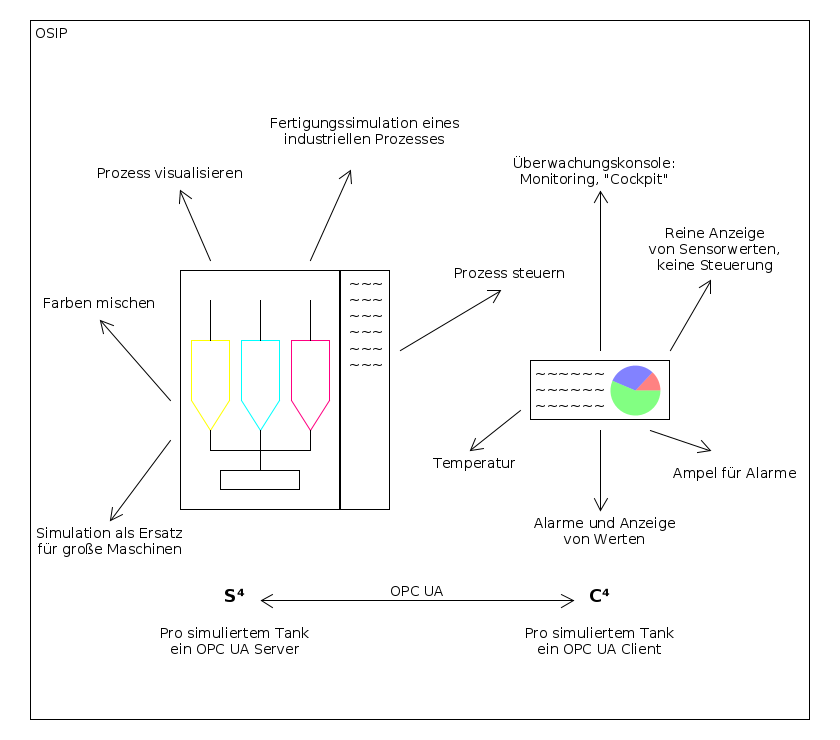 OSIP
Fertigungssimulation eines
industriellen Prozesses
Prozess visualisieren
Überwachungskonsole:
Monitoring, "Cockpit"
Reine Anzeige
von Sensorwerten,
keine Steuerung
Prozess steuern
Farben mischen
~~~
~~~
~~~
~~~
~~~
~~~
~~~~~~
~~~~~~
~~~~~~
Temperatur
Ampel für Alarme
Simulation als Ersatz
für große Maschinen
Alarme und Anzeige
von Werten
S⁴
OPC UA
C⁴
Pro simuliertem Tank
ein OPC UA Server
Pro simuliertem Tank
ein OPC UA Client